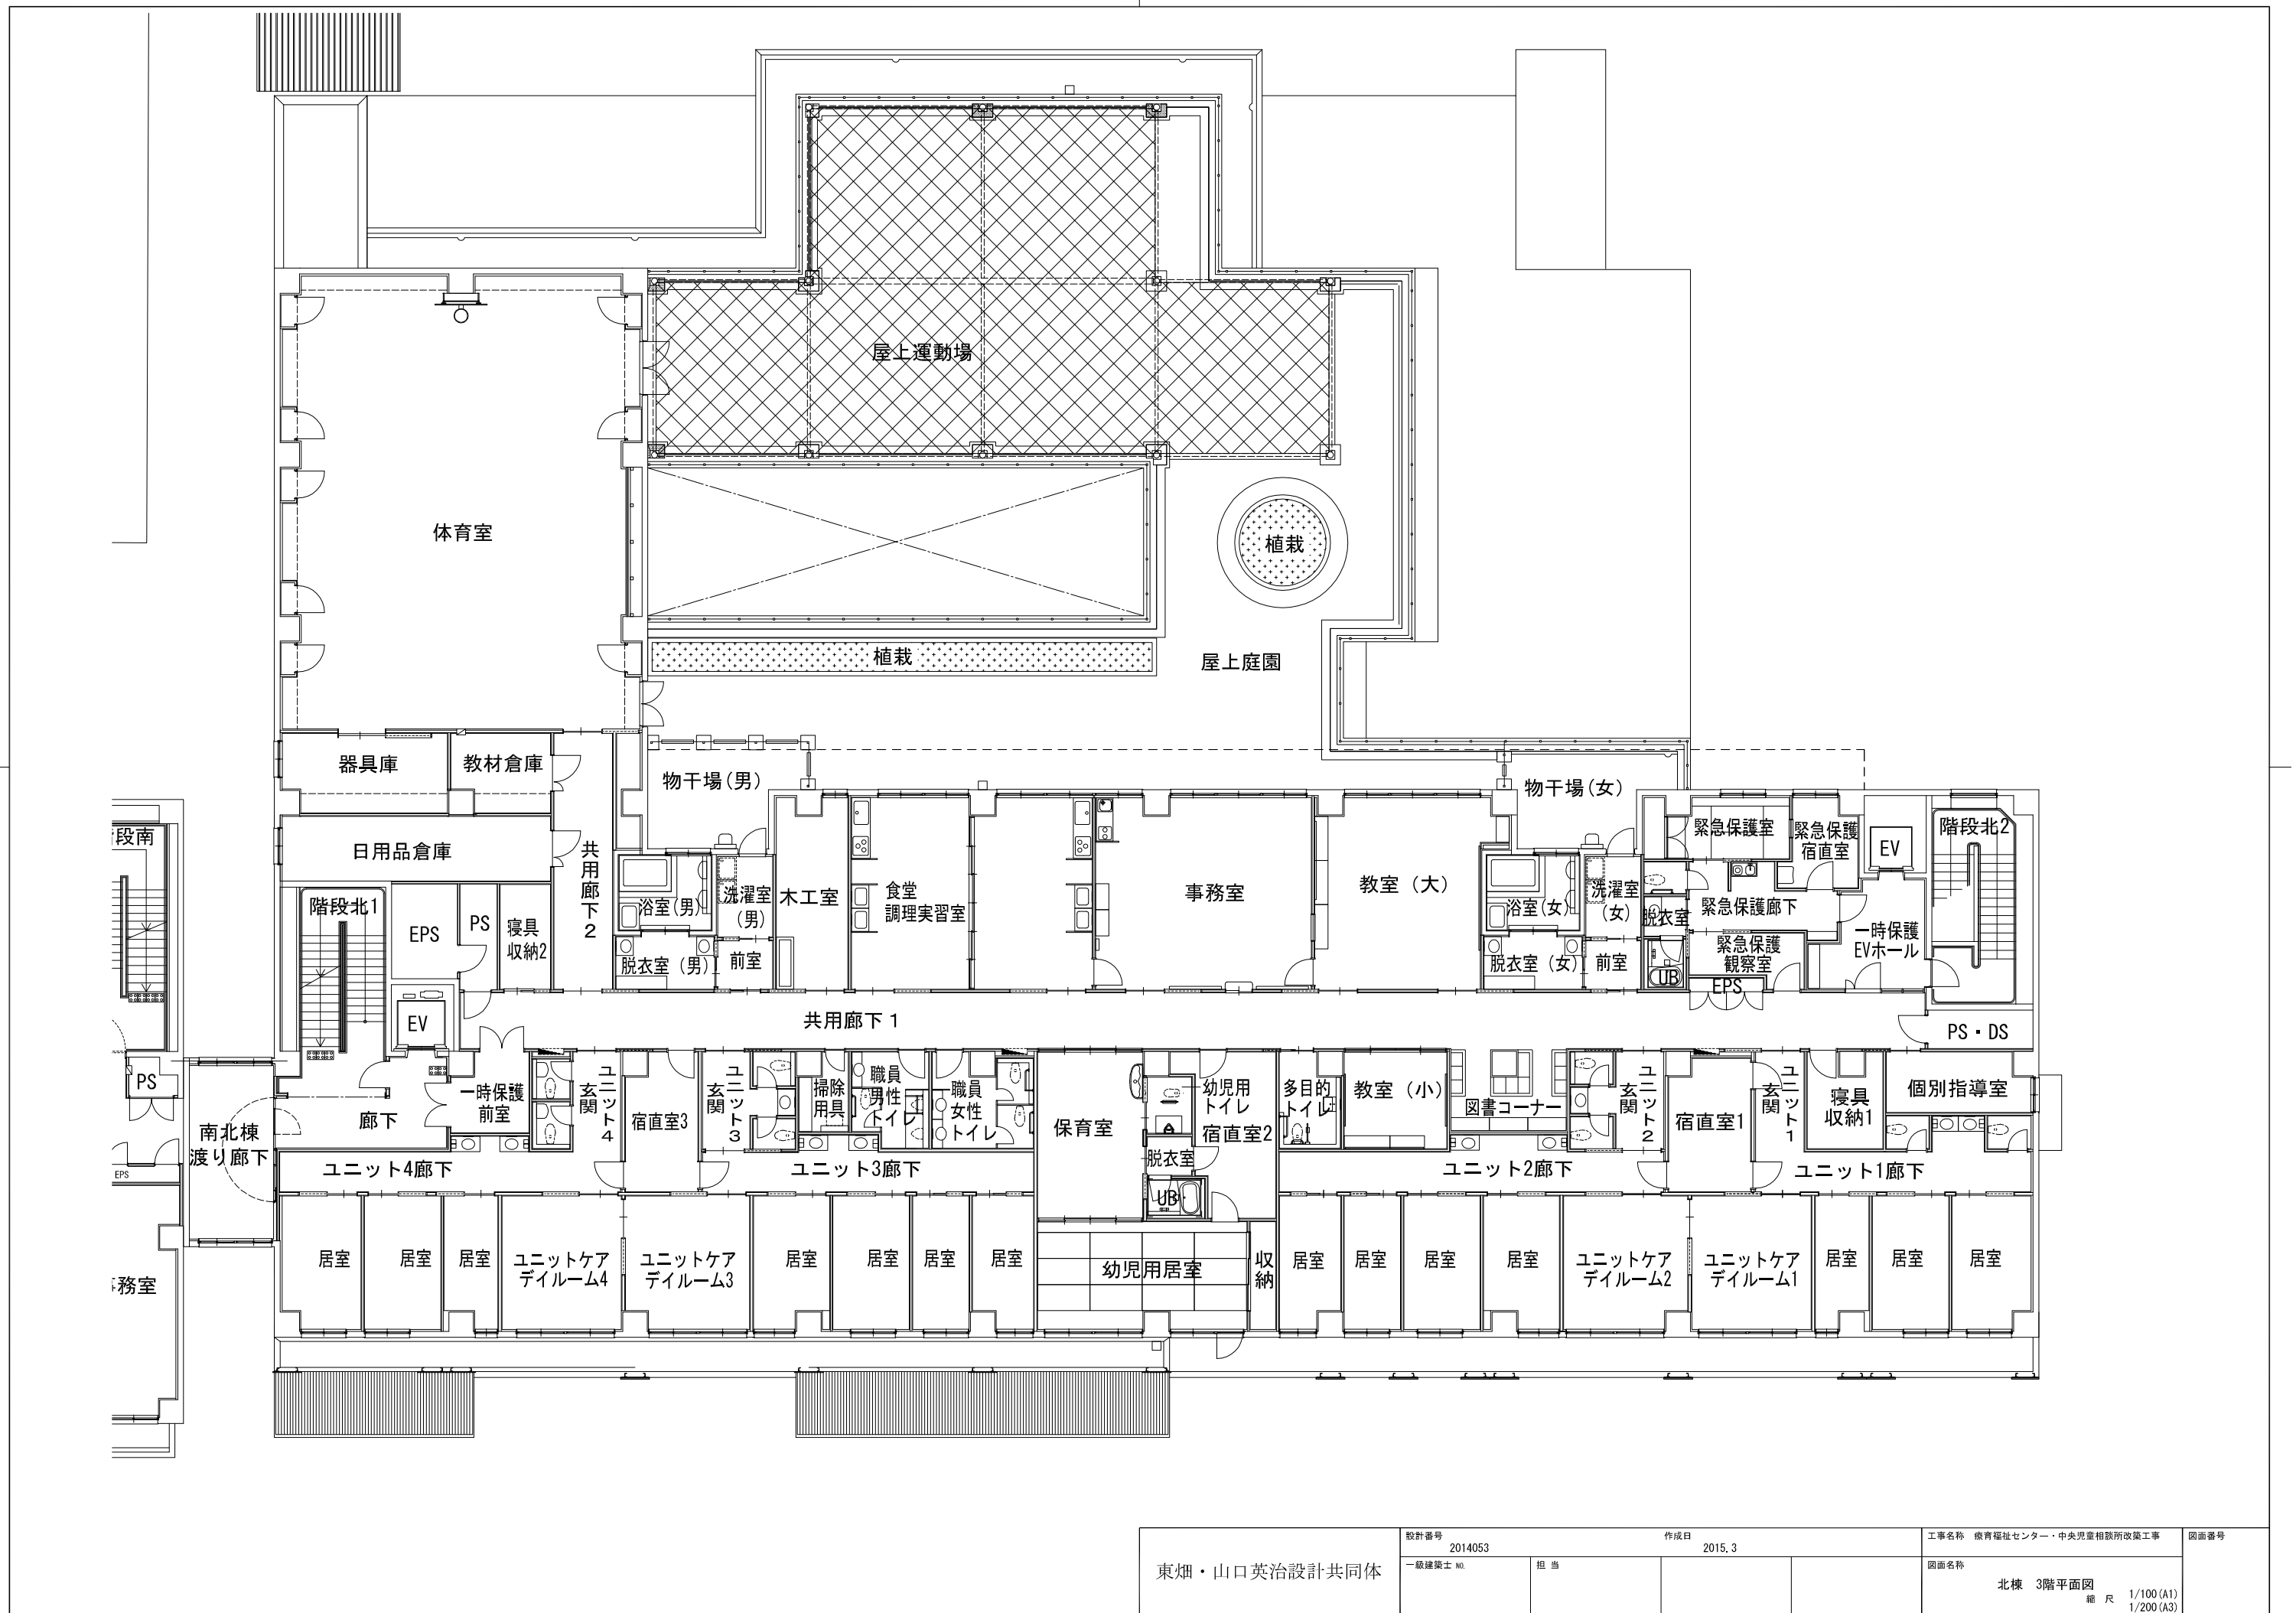 屋上運動場
体育室
植栽
植栽
屋上庭園
器具庫
教材倉庫
物干場(男)
物干場(女)
日用品倉庫
共用廊下2
階段北1
EPS
PS
寝具
収納2
浴室(男)
洗濯室
(男)
脱衣室(男)
前室
木工室
食堂
調理実習室
事務室
教室(大)
浴室(女)
洗濯室
(女)
脱衣室(女)
前室
緊急保護室
緊急保護
宿直室
EV
階段北2
脱衣室
緊急保護廊下
緊急保護
観察室
UB
EPS
一時保護
EVホール
PS・DS
段南
PS
EPS
務室
南北棟
渡り廊下
EV
廊下
共用廊下1
一時保護
前室
ユニット4
玄関
宿直室3
ユニット3
玄関
掃除
用具
職員
男性
トイレ
職員
女性
トイレ
保育室
幼児用
トイレ
宿直室2
脱衣室
UB
多目的
トイレ
教室(小)
図書コーナー
ユニット2
玄関
宿直室1
ユニット1
玄関
寝具
収納1
個別指導室
ユニット4廊下
ユニット3廊下
ユニット2廊下
ユニット1廊下
居室
居室
居室
ユニットケア
デイルーム4
ユニットケア
デイルーム3
居室
居室
居室
居室
幼児用居室
収納
居室
居室
居室
居室
ユニットケア
デイルーム2
ユニットケア
デイルーム1
居室
居室
居室
東畑・山口英治設計共同体
設計番号
2014053
作成日
2015.3
一級建築士 NO.
担 当
工事名称 療育福祉センター・中央児童相談所改築工事
図面番号
図面名称
北棟 3階平面図
縮 尺
1/100(A1)
1/200(A3)